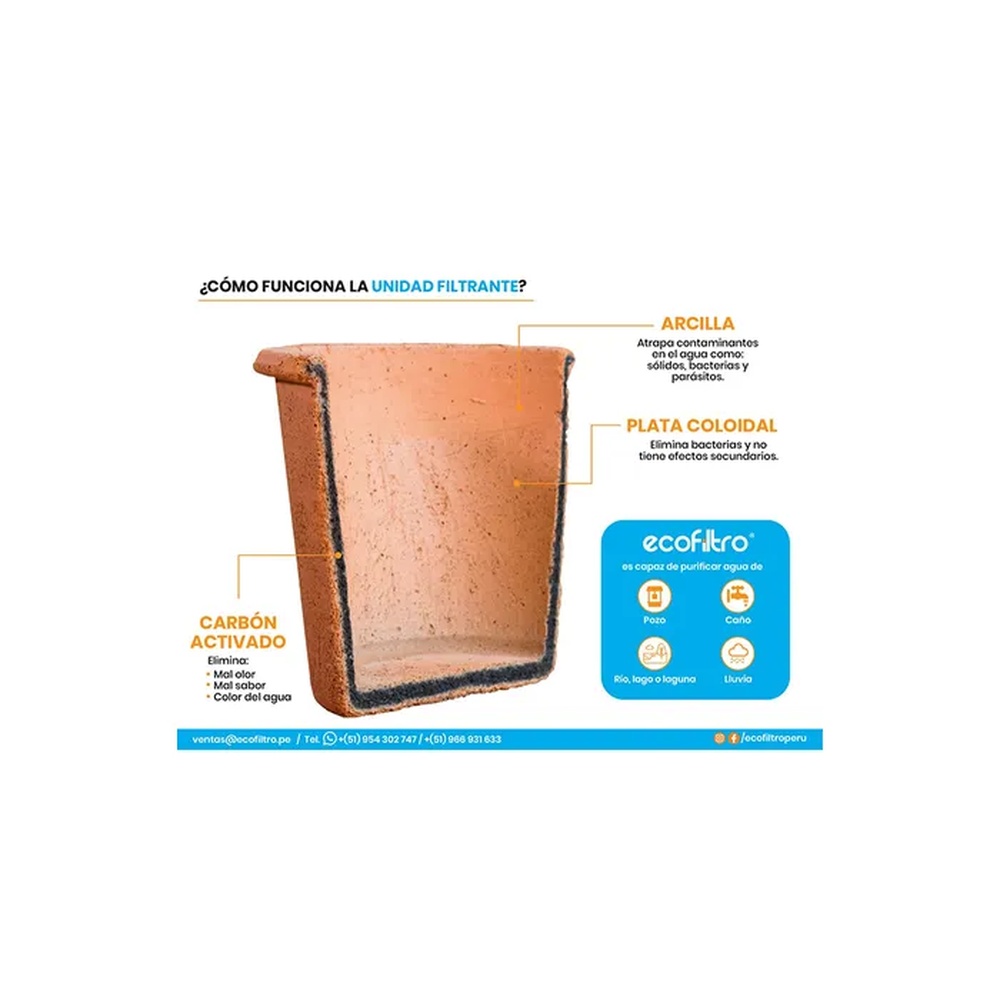 ¿CÓMO FUNCIONA LA UNIDAD FILTRANTE?
ARCILLA
Atrapa contaminantes
en el agua como:
sólidos, bacterias y
parásitos.
PLATA COLOIDAL
Elimina bacterias y no
tiene efectos secundarios.
CARBÓN
ACTIVADO
Elimina:
• Mal olor
• Mal sabor
• Color del agua
ecofiltro®
es capaz de purificar agua de
Pozo
Caño
Río, lago o laguna
Lluvia
ventas@ecofiltro.pe / Tel. +(51) 954 302 747 / +(51) 966 931 633
/ecofiltroperu